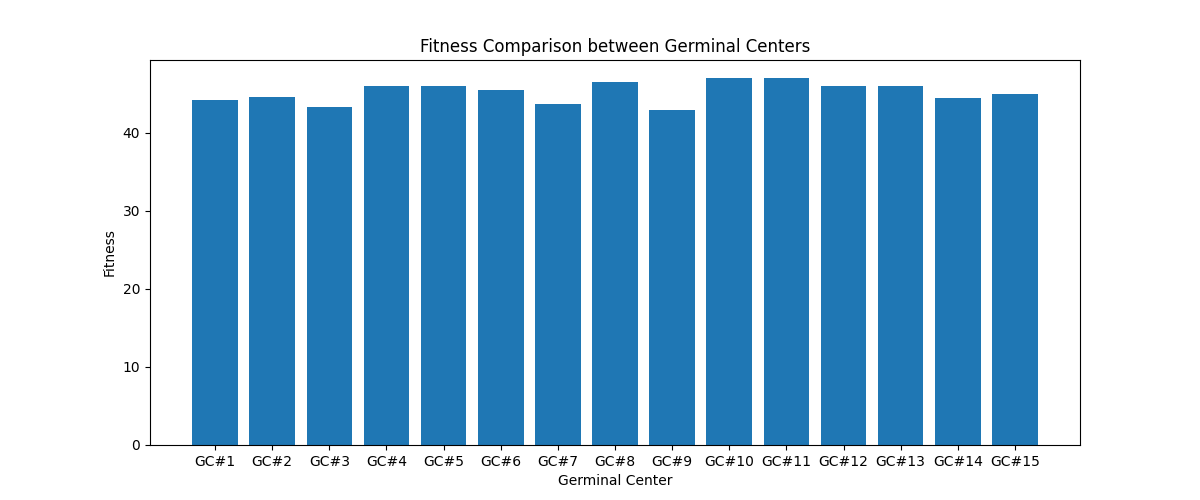 Fitness Comparison between Germinal Centers
Fitness
40
30
20
10
0
GC#1 GC#2 GC#3 GC#4 GC#5 GC#6 GC#7 GC#8 GC#9 GC#10 GC#11 GC#12 GC#13 GC#14 GC#15
Germinal Center